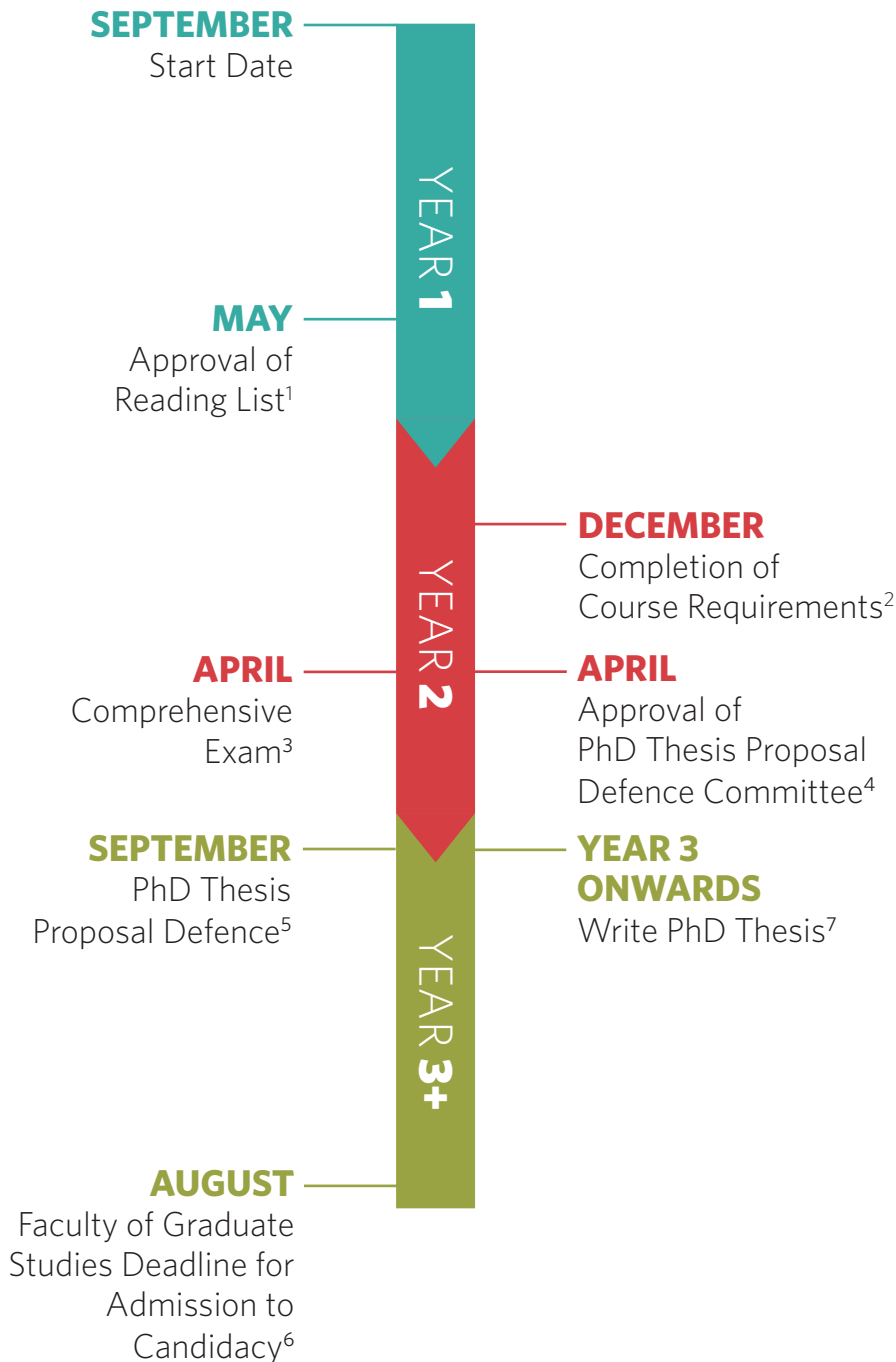 SEPTEMBER
Start Date
YEAR 1
MAY
Approval of
Reading List¹
DECEMBER
Completion of
Course Requirements²
YEAR 2
APRIL
Comprehensive
Exam³
APRIL
Approval of
PhD Thesis Proposal
Defence Committee⁴
SEPTEMBER
PhD Thesis
Proposal Defence⁵
YEAR 3
ONWARDS
Write PhD Thesis⁷
YEAR 3+
AUGUST
Faculty of Graduate
Studies Deadline for
Admission to
Candidacy⁶